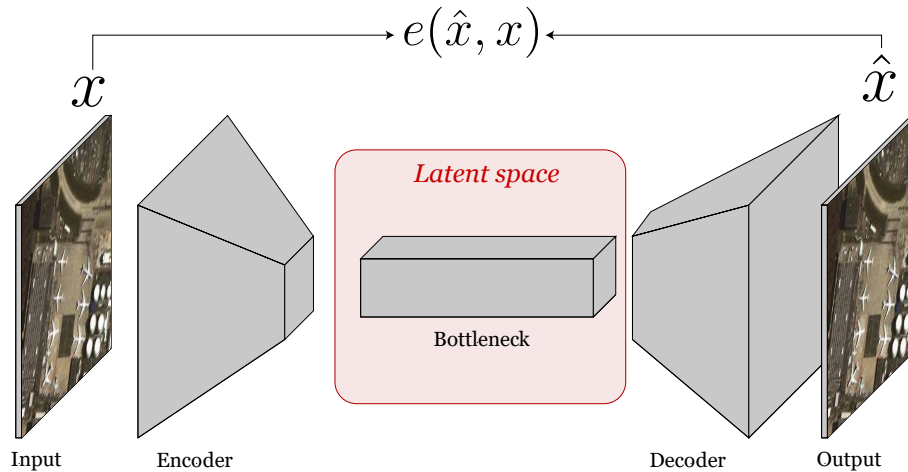 e(x̂, x)
x
x̂
Latent space
Bottleneck
Input
Encoder
Decoder
Output